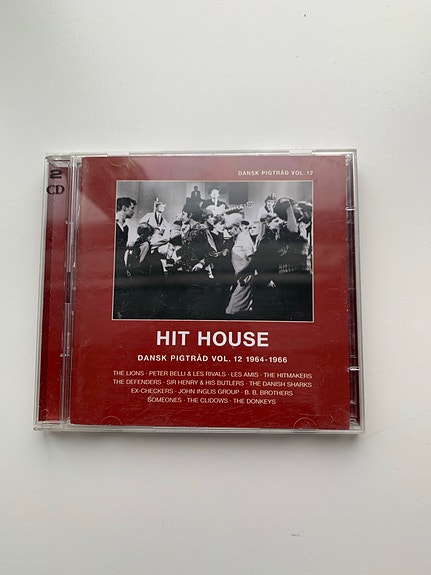 2
CD
DANSK PIGTRÅD VOL. 12
HIT HOUSE
DANSK PIGTRÅD VOL. 12 1964-1966
THE LIONS · PETER BELLI & LES RIVALS · LES AMIS · THE HITMAKERS
THE DEFENDERS · SIR HENRY & HIS BUTLERS · THE DANISH SHARKS
EX-CHECKERS · JOHN INGLIS GROUP · B. B. BROTHERS
SOMEONES · THE CLIDOWS · THE DONKEYS